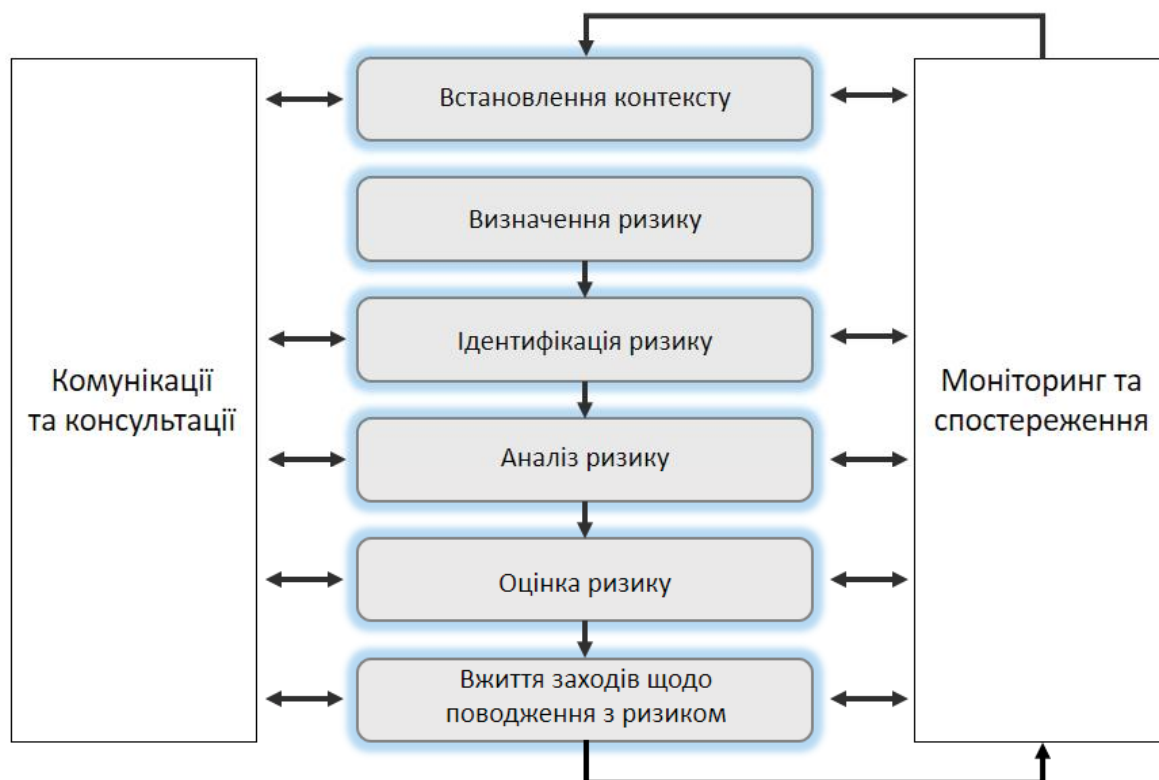 Встановлення контексту
Визначення ризику
Ідентифікація ризику
Комунікації
та консультації
Моніторинг та
спостереження
Аналіз ризику
Оцінка ризику
Вжиття заходів щодо
поводження з ризиком